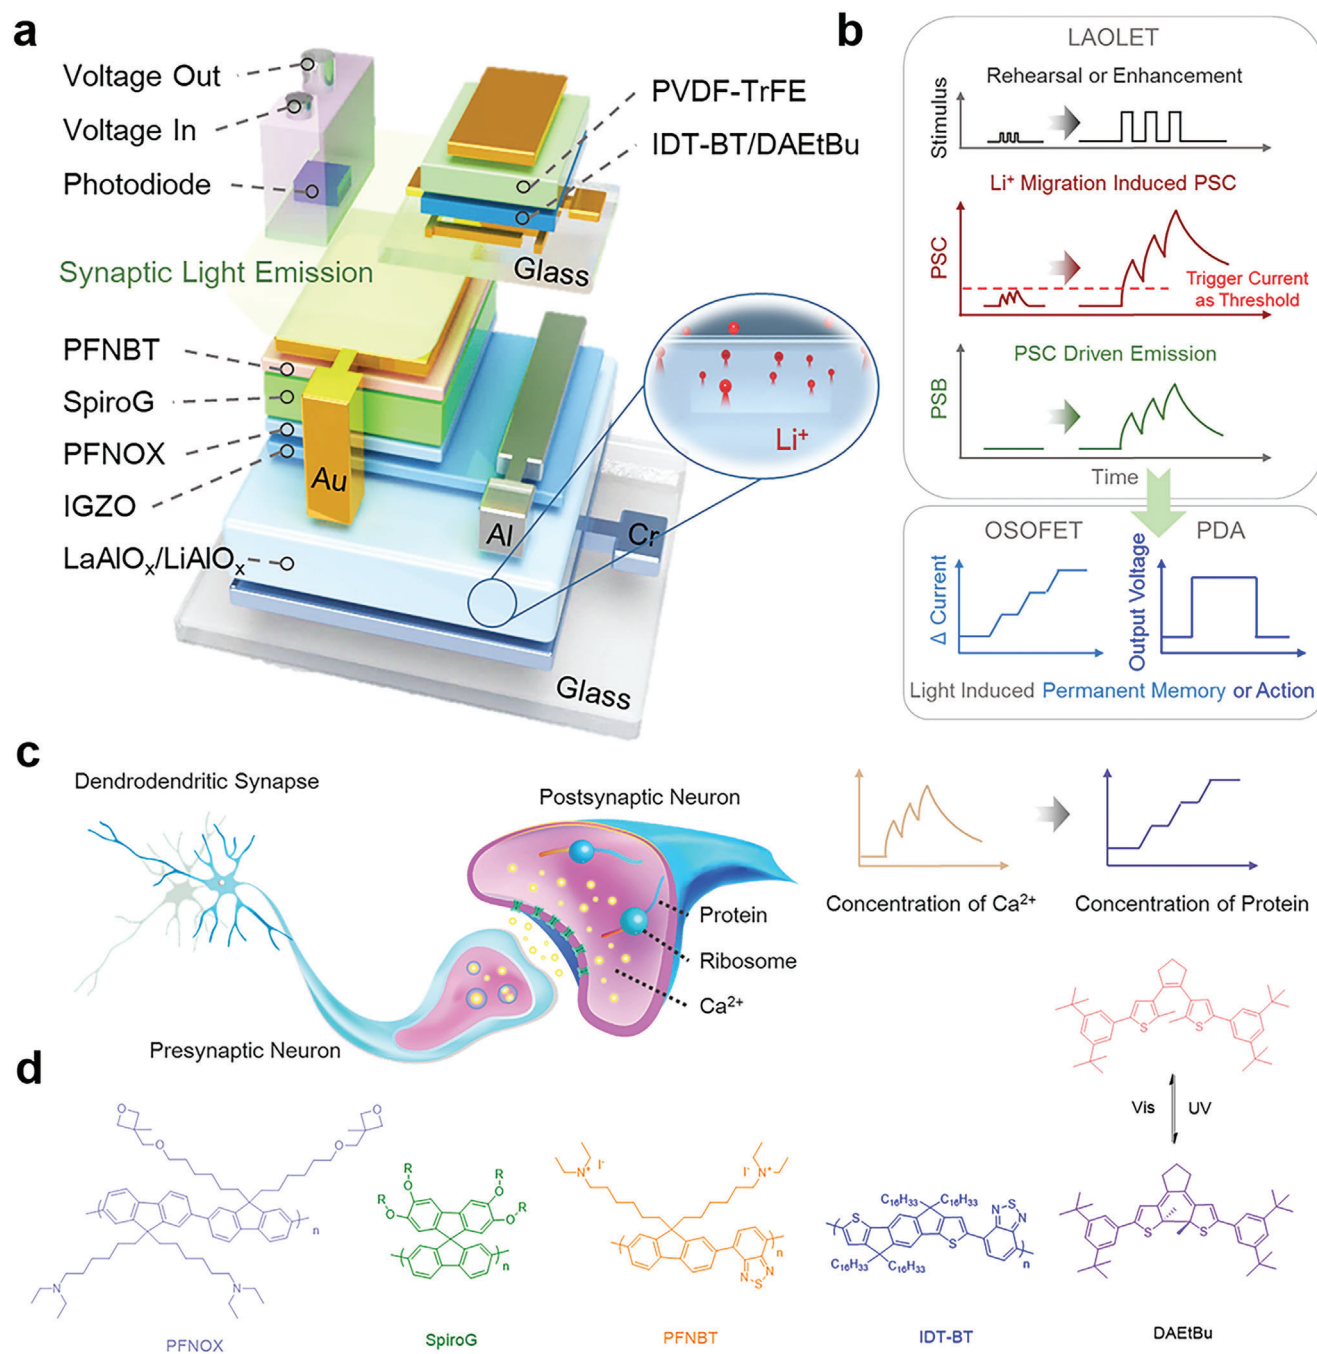 a
Voltage Out
Voltage In
Photodiode
PVDF-TrFE
IDT-BT/DAEtBu
Glass
Synaptic Light Emission
PFNBT
SpiroG
PFNOX
IGZO
LaAlOx/LiAlOx
Au
Al
Cr
Li⁺
Glass
b
LAOLET
Rehearsal or Enhancement
Stimulus
Li⁺ Migration Induced PSC
PSC
Trigger Current
as Threshold
PSC Driven Emission
PSB
Time
OSOFET
PDA
Δ Current
Output Voltage
Light Induced Permanent Memory or Action
c
Dendrodendritic Synapse
Postsynaptic Neuron
Protein
Ribosome
Ca²⁺
Presynaptic Neuron
Concentration of Ca²⁺
Concentration of Protein
d
O
O
O
O
n
N
N
PFNOX
R
R
O
O
R
O
O
R
n
SpiroG
I⁻
N⁺
I⁻
N⁺
n
N
N
S
PFNBT
C₁₆H₃₃
C₁₆H₃₃
S
S
N
N
S
n
C₁₆H₃₃
C₁₆H₃₃
IDT-BT
S
S
Vis
UV
S
S
DAEtBu